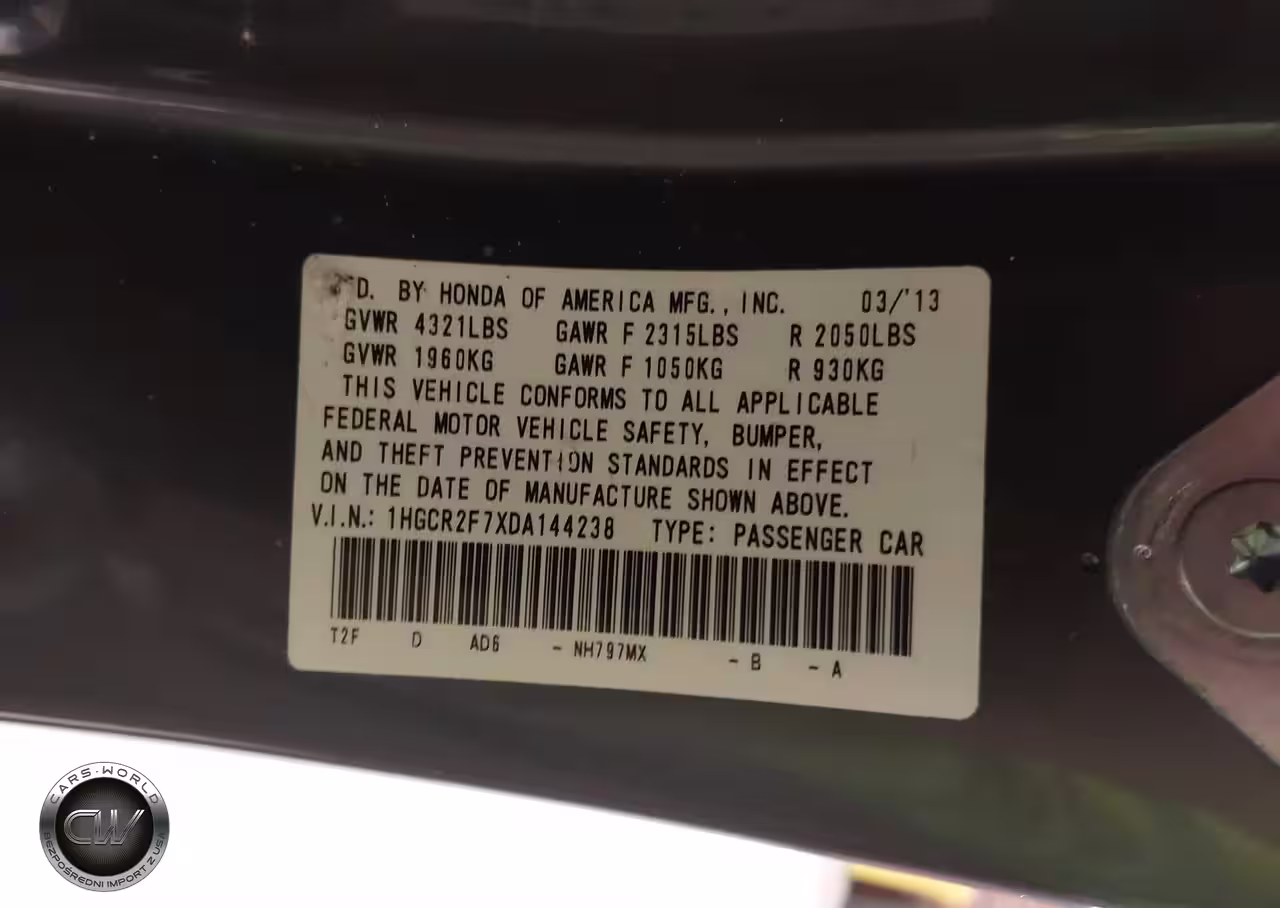 D. BY HONDA OF AMERICA MFG., INC. 03/'13
GVWR 4321LBS GAWR F 2315LBS R 2050LBS
GVWR 1960KG GAWR F 1050KG R 930KG
THIS VEHICLE CONFORMS TO ALL APPLICABLE
FEDERAL MOTOR VEHICLE SAFETY, BUMPER,
AND THEFT PREVENTION STANDARDS IN EFFECT
ON THE DATE OF MANUFACTURE SHOWN ABOVE.
V.I.N.: 1HGCR2F7XDA144238 TYPE: PASSENGER CAR
T2F D AD6 - NH797MX - B - A
CARS-WORLD
CW
BEZPOŚREDNI IMPORT Z USA